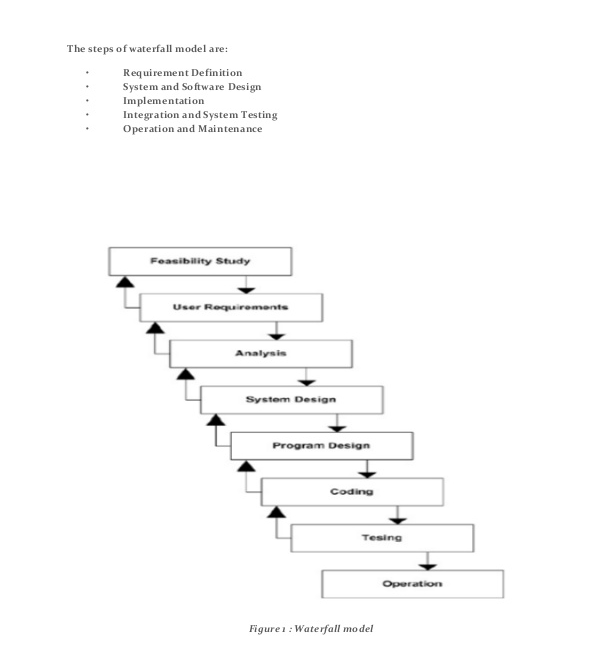 The steps of waterfall model are:
• Requirement Definition
• System and Software Design
• Implementation
• Integration and System Testing
• Operation and Maintenance
Feasibility Study
User Requirements
Analysis
System Design
Program Design
Coding
Tesing
Operation
Figure 1 : Waterfall model